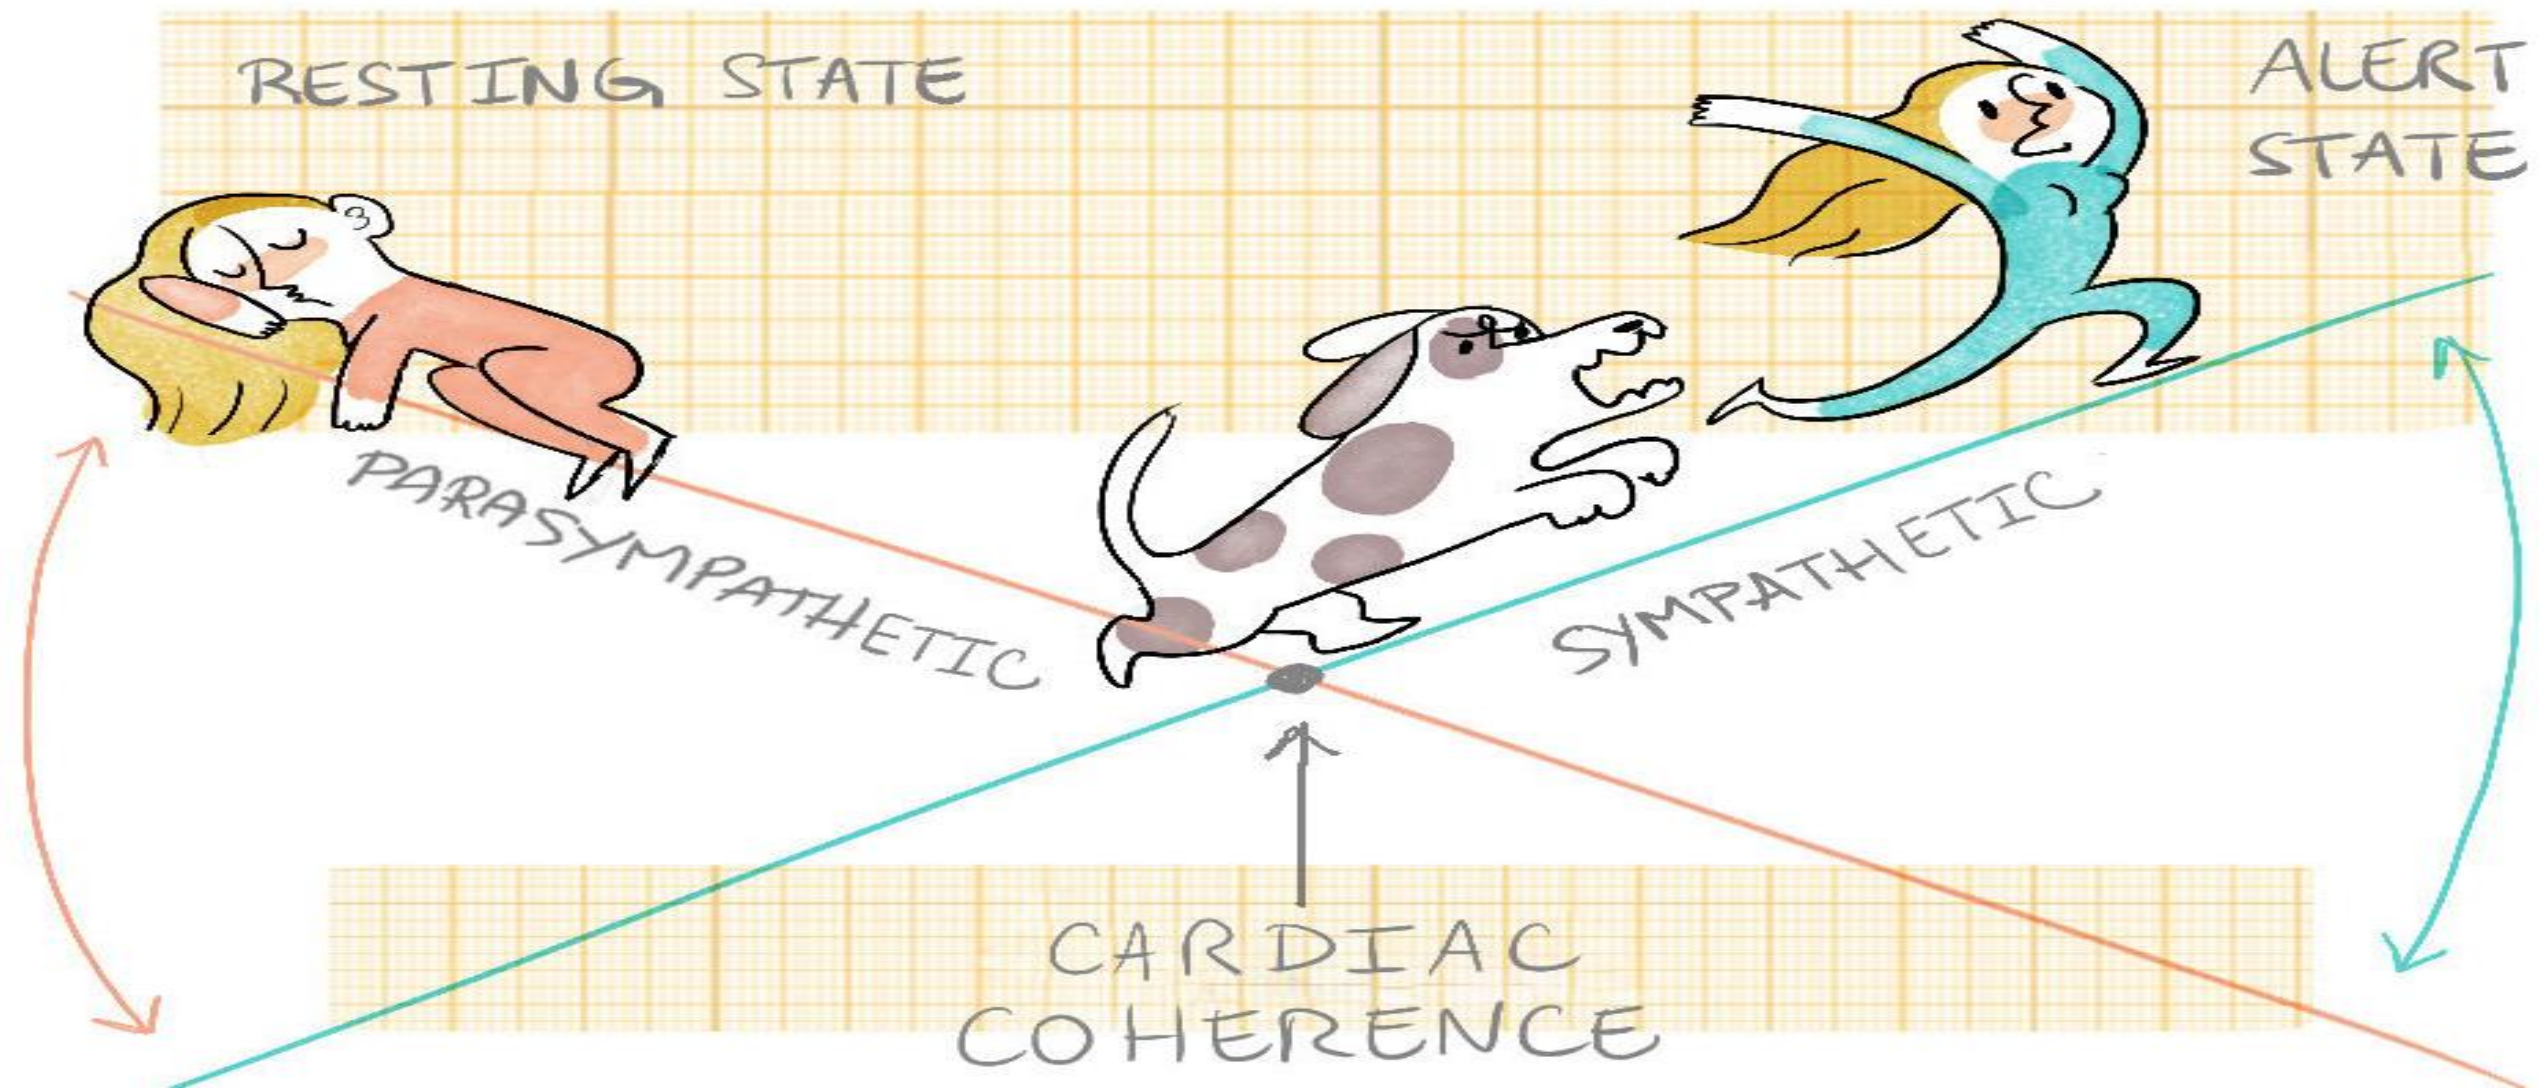 RESTING STATE
ALERT
STATE
PARASYMPATHETIC
SYMPATHETIC
CARDIAC
COHERENCE